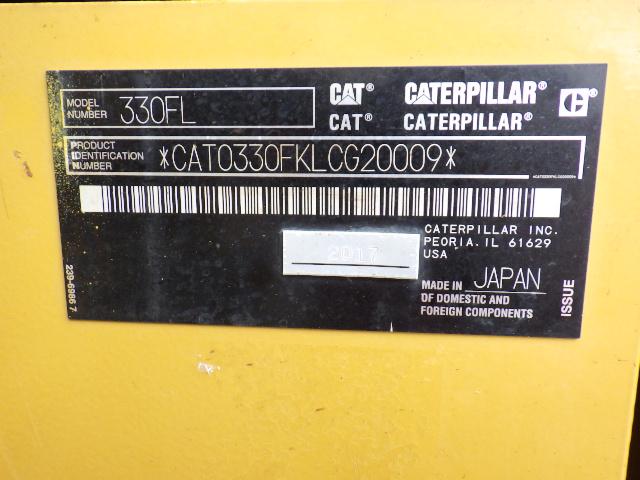 MODEL NUMBER 330FL
CAT® CATERPILLAR®
CAT® CATERPILLAR®
PRODUCT IDENTIFICATION NUMBER *CAT0330FKLCG20009*
*CAT0330FKLCG20009*
CATERPILLAR INC.
PEORIA. IL 61629
USA
2017
MADE IN JAPAN
OF DOMESTIC AND
FOREIGN COMPONENTS
239-6986 7
ISSUE